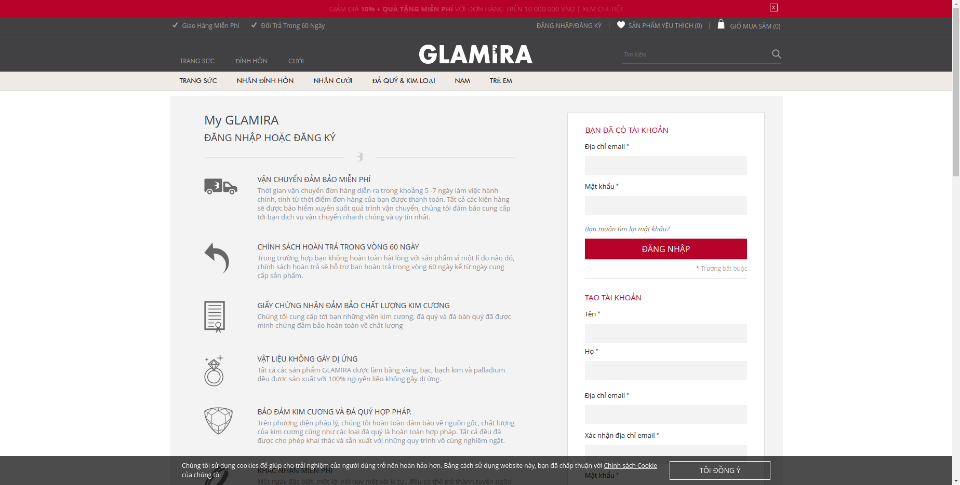 GIẢM GIÁ 10% + QUÀ TẶNG MIỄN PHÍ VỚI ĐƠN HÀNG TRÊN 10 000 000 VND | XEM CHI TIẾT
x
Giao Hàng Miễn Phí
Đổi Trả Trong 60 Ngày
ĐĂNG NHẬP/ĐĂNG KÝ
SẢN PHẨM YÊU THÍCH (0)
GIỎ MUA SẮM (0)
TRANG SỨC
ĐÍNH HÔN
CƯỚI
GLAMIRA
Tìm kiếm
TRANG SỨC
NHẪN ĐÍNH HÔN
NHẪN CƯỚI
ĐÁ QUÝ & KIM LOẠI
NAM
TRẺ EM
My GLAMIRA
ĐĂNG NHẬP HOẶC ĐĂNG KÝ
VẬN CHUYỂN ĐẢM BẢO MIỄN PHÍ
Thời gian vận chuyển đơn hàng diễn ra trong khoảng 5 -7 ngày làm việc hành
chính, tính từ thời điểm đơn hàng của bạn được thanh toán. Tất cả các kiện hàng
sẽ được bảo hiểm xuyên suốt quá trình vận chuyển, chúng tôi đảm bảo cung cấp
tới bạn dịch vụ vận chuyển nhanh chóng và uy tín nhất.
CHÍNH SÁCH HOÀN TRẢ TRONG VÒNG 60 NGÀY
Trong trường hợp bạn không hoàn toàn hài lòng với sản phẩm vì một lí do nào đó,
chính sách hoàn trả sẽ hỗ trợ bạn hoàn trả trong vòng 60 ngày kể từ ngày cung
cấp sản phẩm.
GIẤY CHỨNG NHẬN ĐẢM BẢO CHẤT LƯỢNG KIM CƯƠNG
Chúng tôi cung cấp tới bạn những viên kim cương, đá quý và đá bán quý đã được
minh chứng đảm bảo hoàn toàn về chất lượng
VẬT LIỆU KHÔNG GÂY DỊ ỨNG
Tất cả các sản phẩm GLAMIRA được làm bằng vàng, bạc, bạch kim và palladium
đều được sản xuất với 100% nguyên liệu không gây dị ứng.
BẢO ĐẢM KIM CƯƠNG VÀ ĐÁ QUÝ HỢP PHÁP.
Trên phương diện pháp lý, chúng tôi hoàn toàn đảm bảo về nguồn gốc, chất lượng
của kim cương cũng như các loại đá quý là hoàn toàn hợp pháp. Tất cả đều đã
được cho phép khai thác và sản xuất với những quy trình vô cùng nghiêm ngặt.
KHẮC NHẪN MIỄN PHÍ
BẠN ĐÃ CÓ TÀI KHOẢN
Địa chỉ email *
Mật khẩu *
Bạn muốn tìm lại mật khẩu?
ĐĂNG NHẬP
* Trường bắt buộc
TẠO TÀI KHOẢN
Tên *
Họ *
Địa chỉ email *
Xác nhận địa chỉ email *
Mật khẩu *
Chúng tôi sử dụng cookies để giúp cho trải nghiệm của người dùng trở nên hoàn hảo hơn. Bằng cách sử dụng website này, bạn đã chấp thuận với Chính sách Cookie
của chúng tô
TÔI ĐỒNG Ý